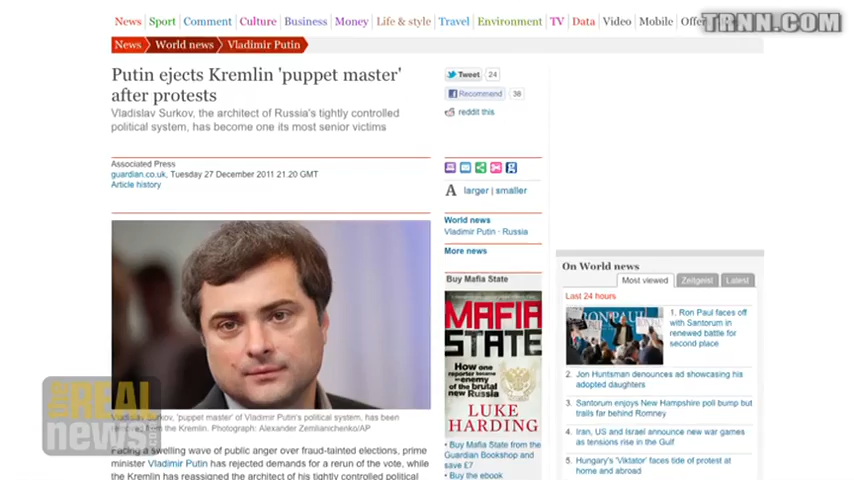 News Sport Comment Culture Business Money Life & style Travel Environment TV Data Video Mobile Offers
TRNN.COM
News World news Vladimir Putin
Putin ejects Kremlin 'puppet master'
after protests
Vladislav Surkov, the architect of Russia's tightly controlled
political system, has become one its most senior victims
Associated Press
guardian.co.uk, Tuesday 27 December 2011 21.20 GMT
Article history
Tweet 24
Recommend 38
reddit this
A larger | smaller
World news
Vladimir Putin · Russia
More news
Buy Mafia State
MAFIA
STATE
How one
reporter became
an enemy
of the brutal
new Russia
LUKE
HARDING
• Buy Mafia State from the
Guardian Bookshop and
save £7
• Buy the ebook
On World news
Most viewed Zeitgeist Latest
Last 24 hours
RON PAUL
1. Ron Paul faces off
with Santorum in
renewed battle for
second place
2. Jon Huntsman denounces ad showcasing his
adopted daughters
3. Santorum enjoys New Hampshire poll bump but
trails far behind Romney
4. Iran, US and Israel announce new war games
as tensions rise in the Gulf
5. Hungary's 'Viktator' faces tide of protest at
home and abroad
Vladislav Surkov, 'puppet master' of Vladimir Putin's political system, has been
from the Kremlin. Photograph: Alexander Zemlianichenko/AP
Facing a swelling wave of public anger over fraud-tainted elections, prime
minister Vladimir Putin has rejected demands for a rerun of the vote, while
the Kremlin has reassigned the architect of his tightly controlled political
the REAL
news.com